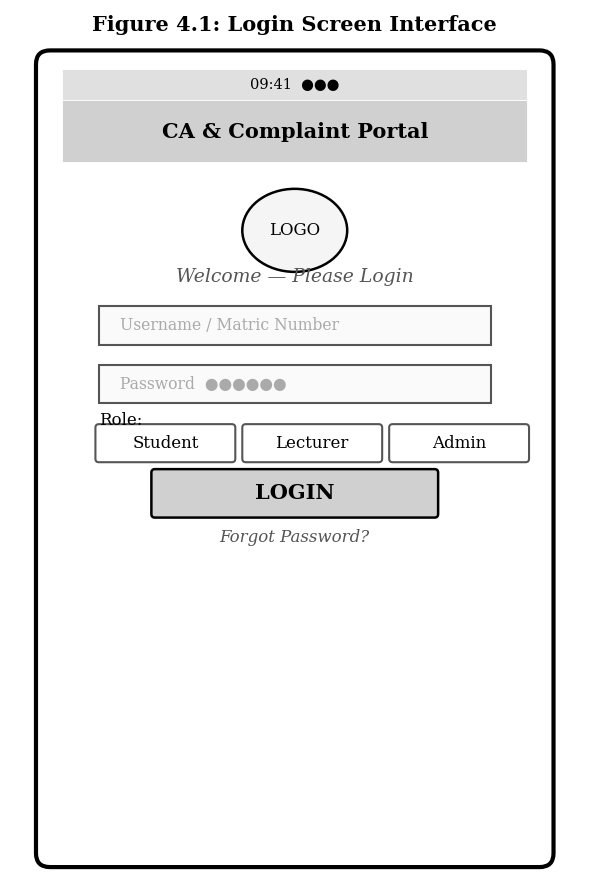 Figure 4.1: Login Screen Interface
09:41 ●●●
CA & Complaint Portal
LOGO
Welcome — Please Login
Username / Matric Number
Password ●●●●●●
Role:
Student Lecturer Admin
LOGIN
Forgot Password?